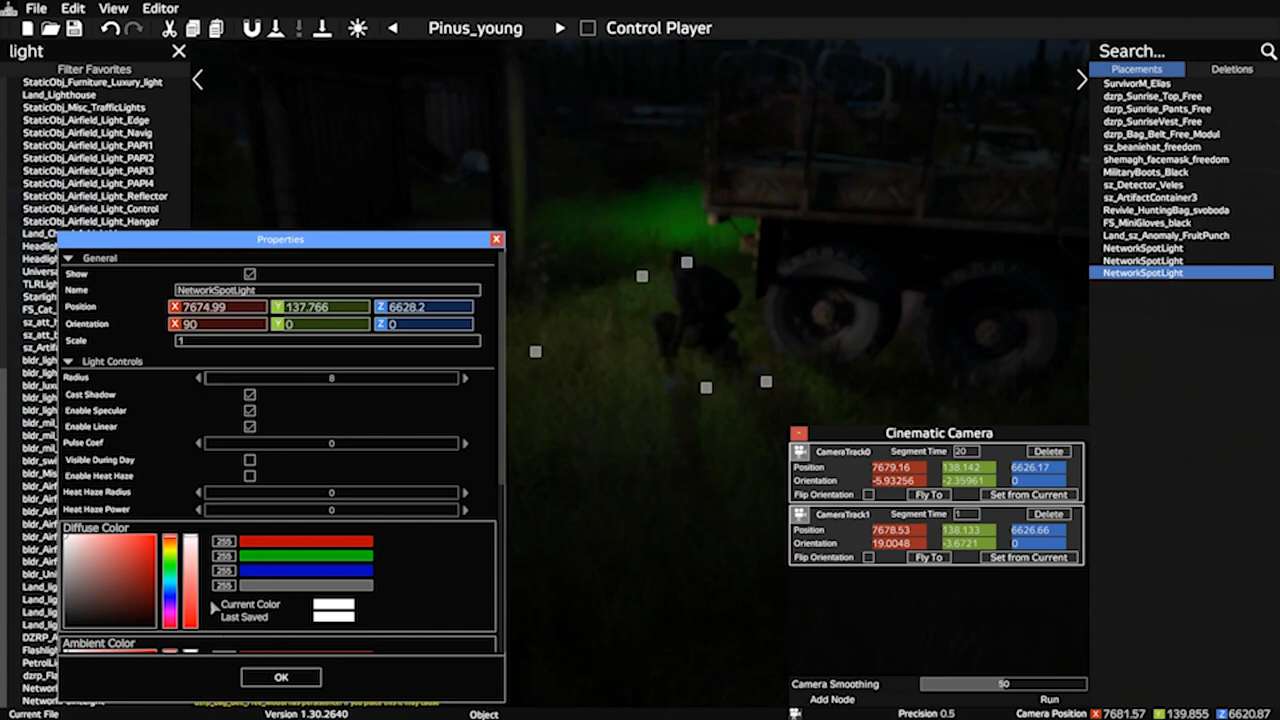 File Edit View Editor
Pinus_young Control Player
light
Filter Favorites
StaticObj_Furniture_Luxury_light
Land_Lighthouse
StaticObj_Misc_TrafficLights
StaticObj_Airfield_Light_Edge
StaticObj_Airfield_Light_Navig
StaticObj_Airfield_Light_PAPI1
StaticObj_Airfield_Light_PAPI2
StaticObj_Airfield_Light_PAPI3
StaticObj_Airfield_Light_PAPI4
StaticObj_Airfield_Light_Reflector
StaticObj_Airfield_Light_Control
StaticObj_Airfield_Light_Hangar
Properties
General
Show
Name NetworkSpotLight
Position X 7674.99 Y 137.766 Z 6628.2
Orientation X 90 Y 0 Z 0
Scale 1
Light Controls
Radius 8
Cast Shadow
Enable Specular
Enable Linear
Pulse Coef 0
Visible During Day
Enable Heat Haze
Heat Haze Radius 0
Heat Haze Power 0
Diffuse Color
255
255
255
255
Current Color
Last Saved
Ambient Color
OK
Search...
Placements Deletions
SurvivorM_Elias
dzrp_Sunrise_Top_Free
dzrp_Sunrise_Pants_Free
dzrp_SunriseVest_Free
dzrp_Bag_Belt_Free_Modul
sz_beaniehat_freedom
shemagh_facemask_freedom
MilitaryBoots_Black
sz_Detector_Veles
sz_ArtifactContainer3
Revivle_HuntingBag_svoboda
FS_MiniGloves_black
Land_sz_Anomaly_FruitPunch
NetworkSpotLight
NetworkSpotLight
NetworkSpotLight
Cinematic Camera
CameraTrack0 Segment Time 20 Delete
Position 7679.16 138.142 6626.17
Orientation -5.93256 -2.35961 0
Flip Orientation Fly To Set from Current
CameraTrack1 Segment Time 1 Delete
Position 7678.53 138.133 6626.66
Orientation 19.0048 -3.6721 0
Flip Orientation Fly To Set from Current
Camera Smoothing 50
Add Node Run
Current File Version 1.30.2640 Object Precision 0.5 Camera Position X 7681.57 Y 139.855 Z 6620.87